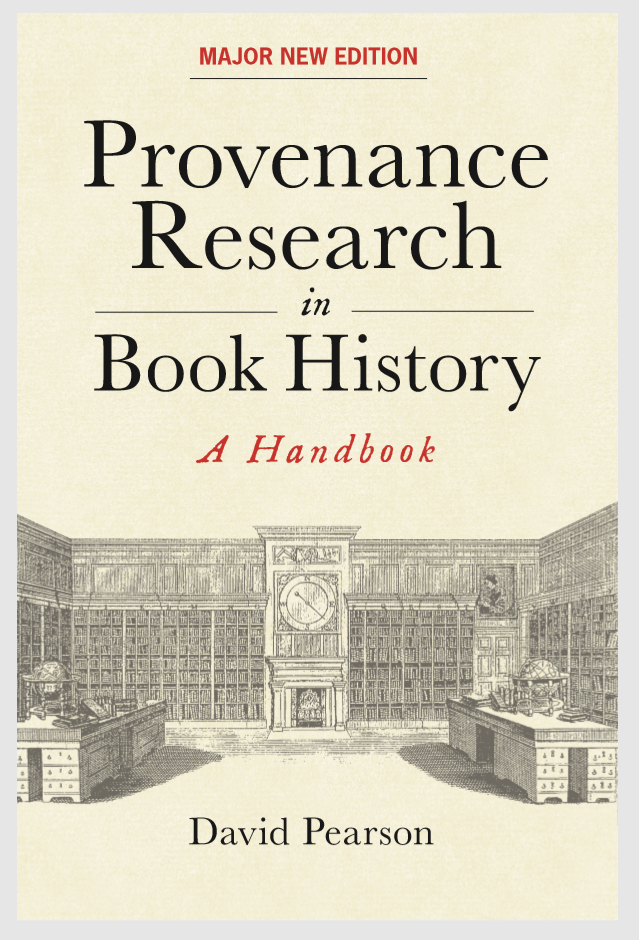 MAJOR NEW EDITION
Provenance
Research
in
Book History
A Handbook
David Pearson